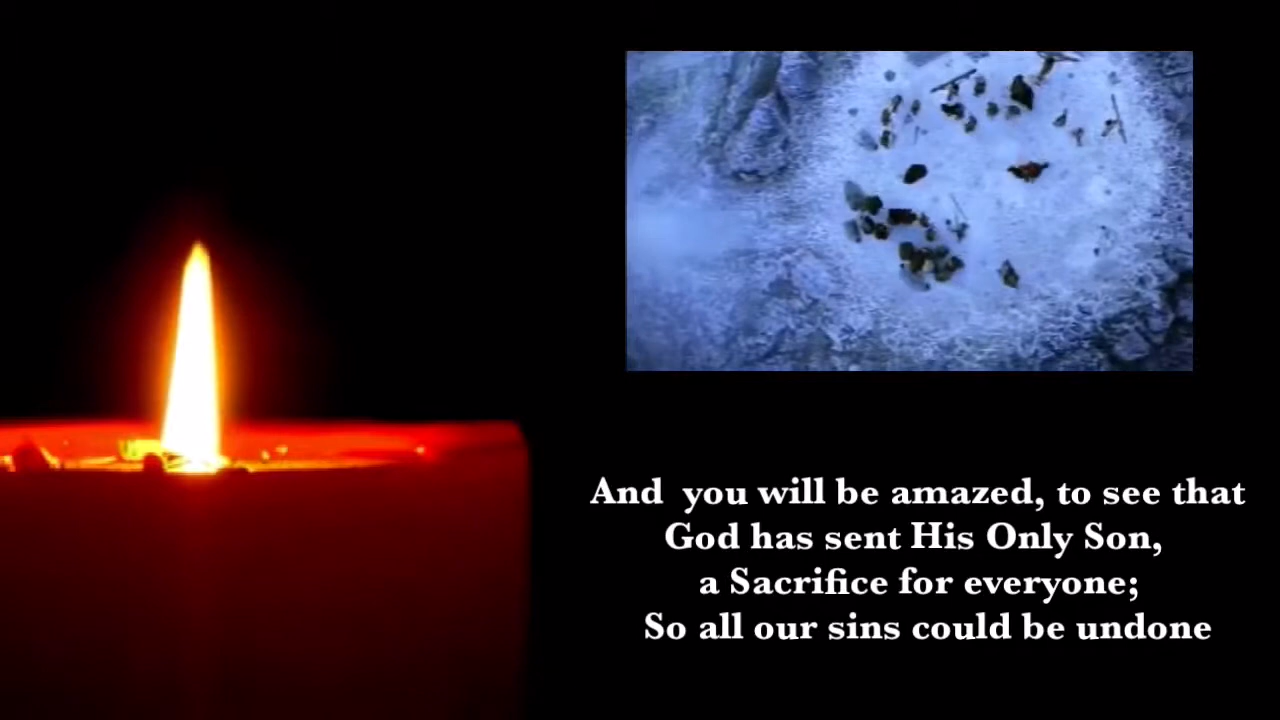 And you will be amazed, to see that
God has sent His Only Son,
a Sacrifice for everyone;
So all our sins could be undone